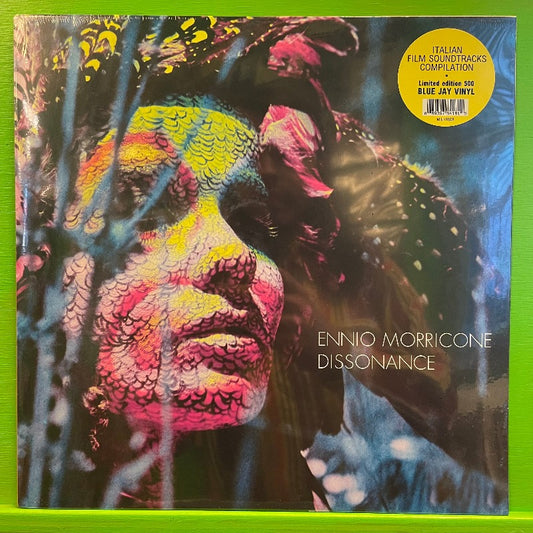 ITALIAN
FILM SOUNDTRACKS
COMPILATION
•
Limited edition 500
BLUE JAY VINYL
ENNIO MORRICONE
DISSONANCE